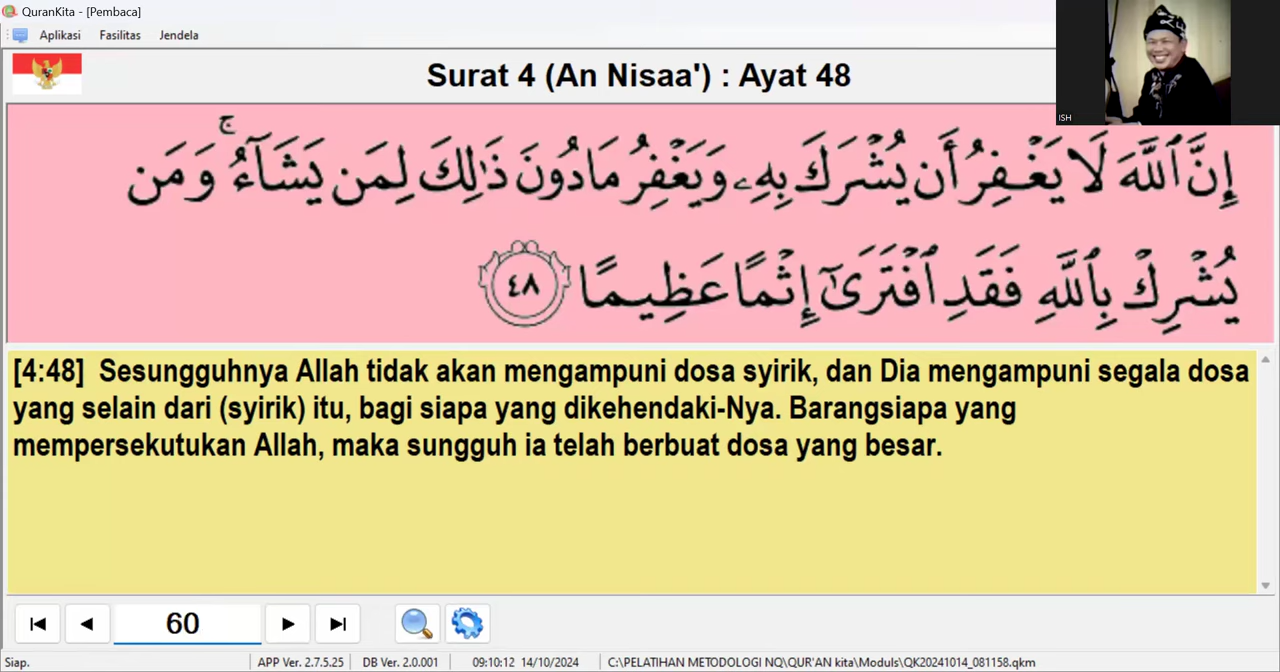 QuranKita - [Pembaca]
Aplikasi Fasilitas Jendela
Surat 4 (An Nisaa') : Ayat 48
ISH
إِنَّ ٱللَّهَ لَا يَغْفِرُ أَن يُشْرَكَ بِهِۦ وَيَغْفِرُ مَا دُونَ ذَٰلِكَ لِمَن يَشَآءُ ۚ وَمَن
يُشْرِكْ بِٱللَّهِ فَقَدِ ٱفْتَرَىٰٓ إِثْمًا عَظِيمًا ٤٨
[4:48] Sesungguhnya Allah tidak akan mengampuni dosa syirik, dan Dia mengampuni segala dosa
yang selain dari (syirik) itu, bagi siapa yang dikehendaki-Nya. Barangsiapa yang
mempersekutukan Allah, maka sungguh ia telah berbuat dosa yang besar.
60
Siap. APP Ver. 2.7.5.25 DB Ver. 2.0.001 09:10:12 14/10/2024 C:\PELATIHAN METODOLOGI NQ\QUR'AN kita\Moduls\QK20241014_081158.qkm